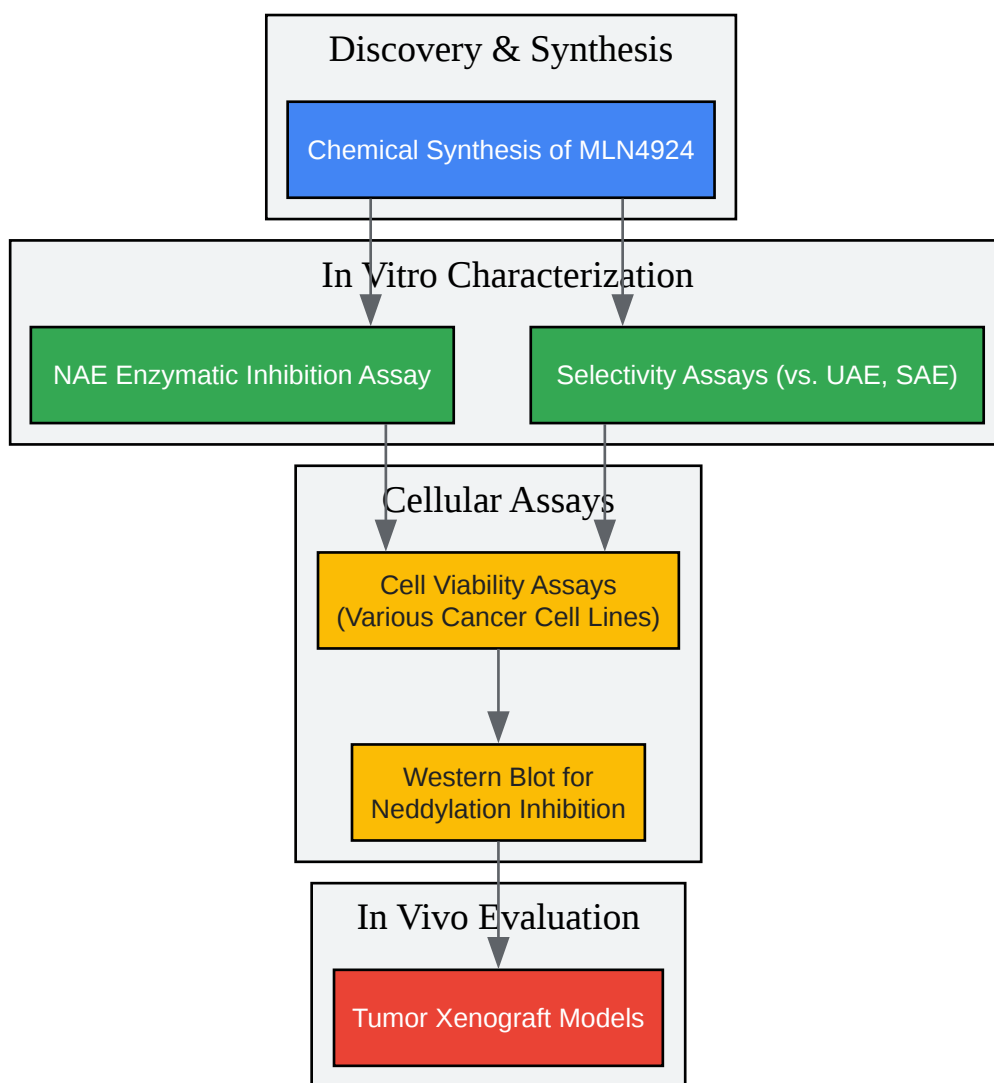 Discovery & Synthesis
Chemical Synthesis of MLN4924
In Vitro Characterization
NAE Enzymatic Inhibition Assay
Selectivity Assays (vs. UAE, SAE)
Cellular Assays
Cell Viability Assays
(Various Cancer Cell Lines)
Western Blot for
Neddylation Inhibition
In Vivo Evaluation
Tumor Xenograft Models